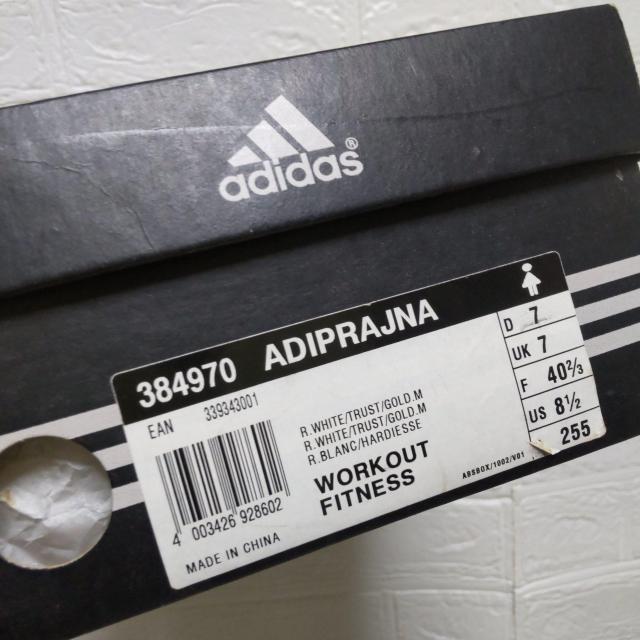 adidas®
384970 ADIPRAJNA
EAN 339343001
4 003426 928602
MADE IN CHINA
R.WHITE/TRUST/GOLD.M
R.WHITE/TRUST/GOLD.M
R.BLANC/HARDIESSE
WORKOUT
FITNESS
ABSBOX/1002/V01
D 7
UK 7
F 40⅔
US 8½
255